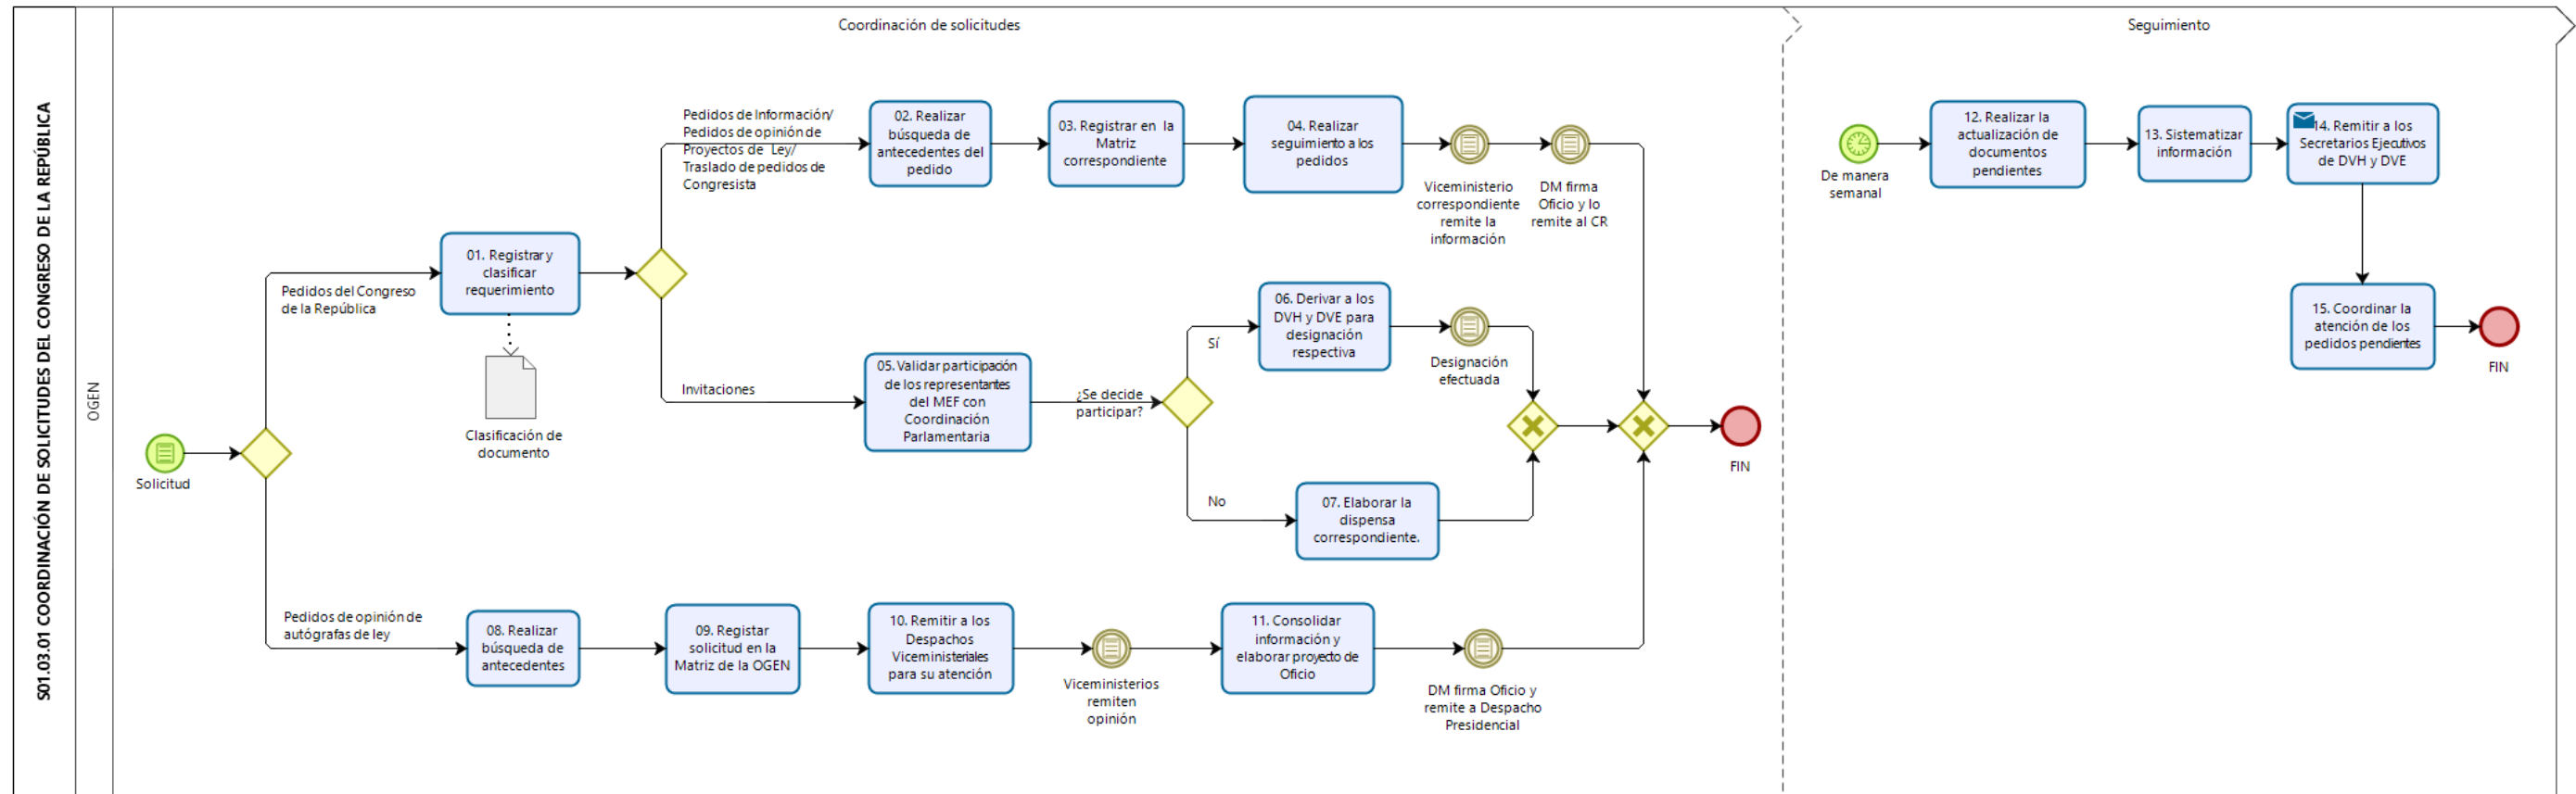 S01.03.01 COORDINACIÓN DE SOLICITUDES DEL CONGRESO DE LA REPÚBLICA
OGEN
Coordinación de solicitudes
Solicitud
Pedidos del Congreso
de la República
01. Registrar y
clasificar
requerimiento
Clasificación de
documento
Pedidos de Información/
Pedidos de opinión de
Proyectos de Ley/
Traslado de pedidos de
Congresista
02. Realizar
búsqueda de
antecedentes del
pedido
03. Registrar en la
Matriz
correspondiente
04. Realizar
seguimiento a los
pedidos
Viceministerio
correspondiente
remite la
información
DM firma
Oficio y lo
remite al CR
Invitaciones
05. Validar participación
de los representantes
del MEF con
Coordinación
Parlamentaria
¿Se decide
participar?
Sí
06. Derivar a los
DVH y DVE para
designación
respectiva
Designación
efectuada
No
07. Elaborar la
dispensa
correspondiente.
FIN
Pedidos de opinión de
autógrafas de ley
08. Realizar
búsqueda de
antecedentes
09. Registar
solicitud en la
Matriz de la OGEN
10. Remitir a los
Despachos
Viceministeriales
para su atención
Viceministerios
remiten
opinión
11. Consolidar
información y
elaborar proyecto de
Oficio
DM firma Oficio y
remite a Despacho
Presidencial
Seguimiento
De manera
semanal
12. Realizar la
actualización de
documentos
pendientes
13. Sistematizar
información
14. Remitir a los
Secretarios Ejecutivos
de DVH y DVE
15. Coordinar la
atención de los
pedidos pendientes
FIN